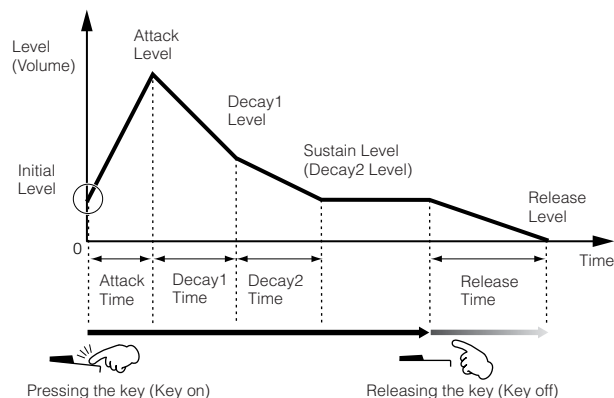 Level
(Volume)
Attack
Level
Decay1
Level
Sustain Level
(Decay2 Level)
Initial
Level
Release
Level
0
Time
Attack
Time
Decay1
Time
Decay2
Time
Release
Time
Pressing the key (Key on)
Releasing the key (Key off)